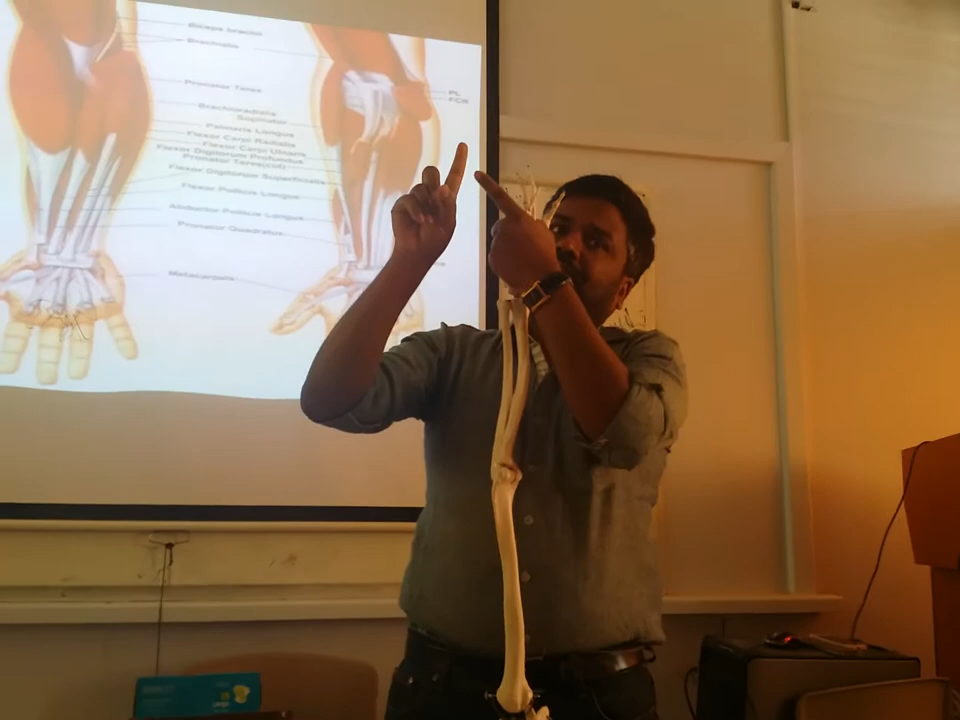 Biceps brachii
Brachialis
Pronator Teres
PL
FCR
Brachioradialis
Supinator
Palmaris Longus
Flexor Carpi Radialis
Flexor Carpi Ulnaris
Flexor Digitorum Profundus
Pronator Teres(cut)
Flexor Digitorum Superficialis
Flexor Pollicis Longus
Abductor Pollicis Longus
Pronator Quadratus
Metacarpals